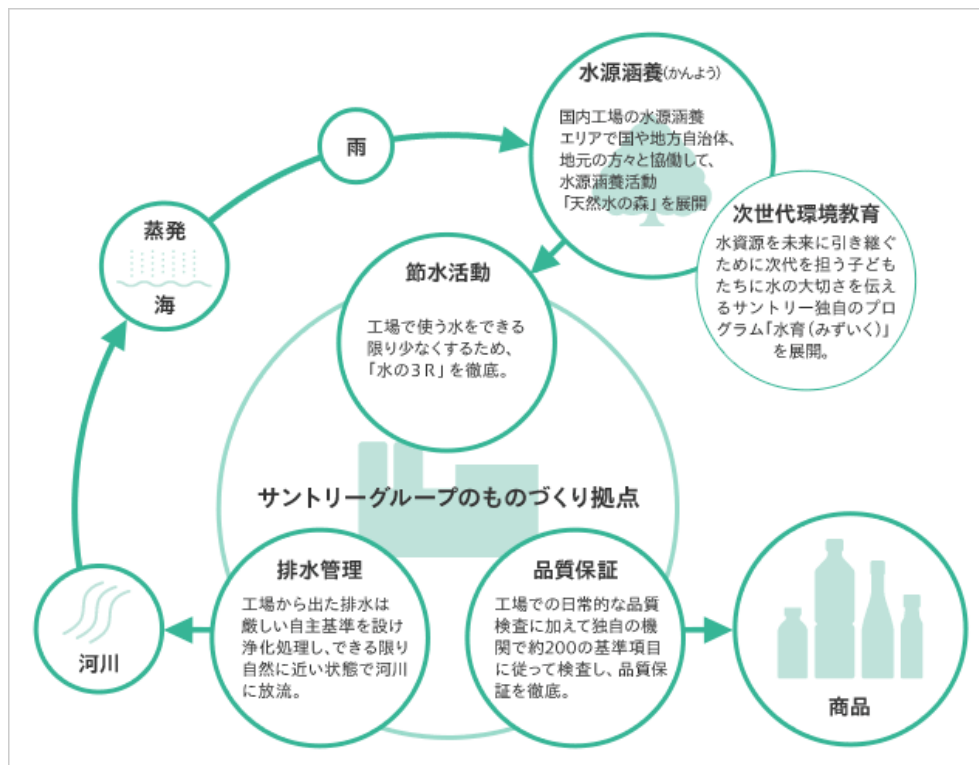 水源涵養(かんよう)
国内工場の水源涵養
エリアで国や地方自治体、
地元の方々と協働して、
水源涵養活動
「天然水の森」を展開
次世代環境教育
水資源を未来に引き継ぐ
ために次代を担う子ども
たちに水の大切さを伝え
るサントリー独自のプロ
グラム「水育(みずいく)」
を展開。
雨
蒸発
海
節水活動
工場で使う水をできる
限り少なくするため、
「水の3R」を徹底。
サントリーグループのものづくり拠点
排水管理
工場から出た排水は
厳しい自主基準を設け
浄化処理し、できる限り
自然に近い状態で河川
に放流。
品質保証
工場での日常的な品質
検査に加えて独自の機
関で約200の基準項目
に従って検査し、品質保
証を徹底。
河川
商品